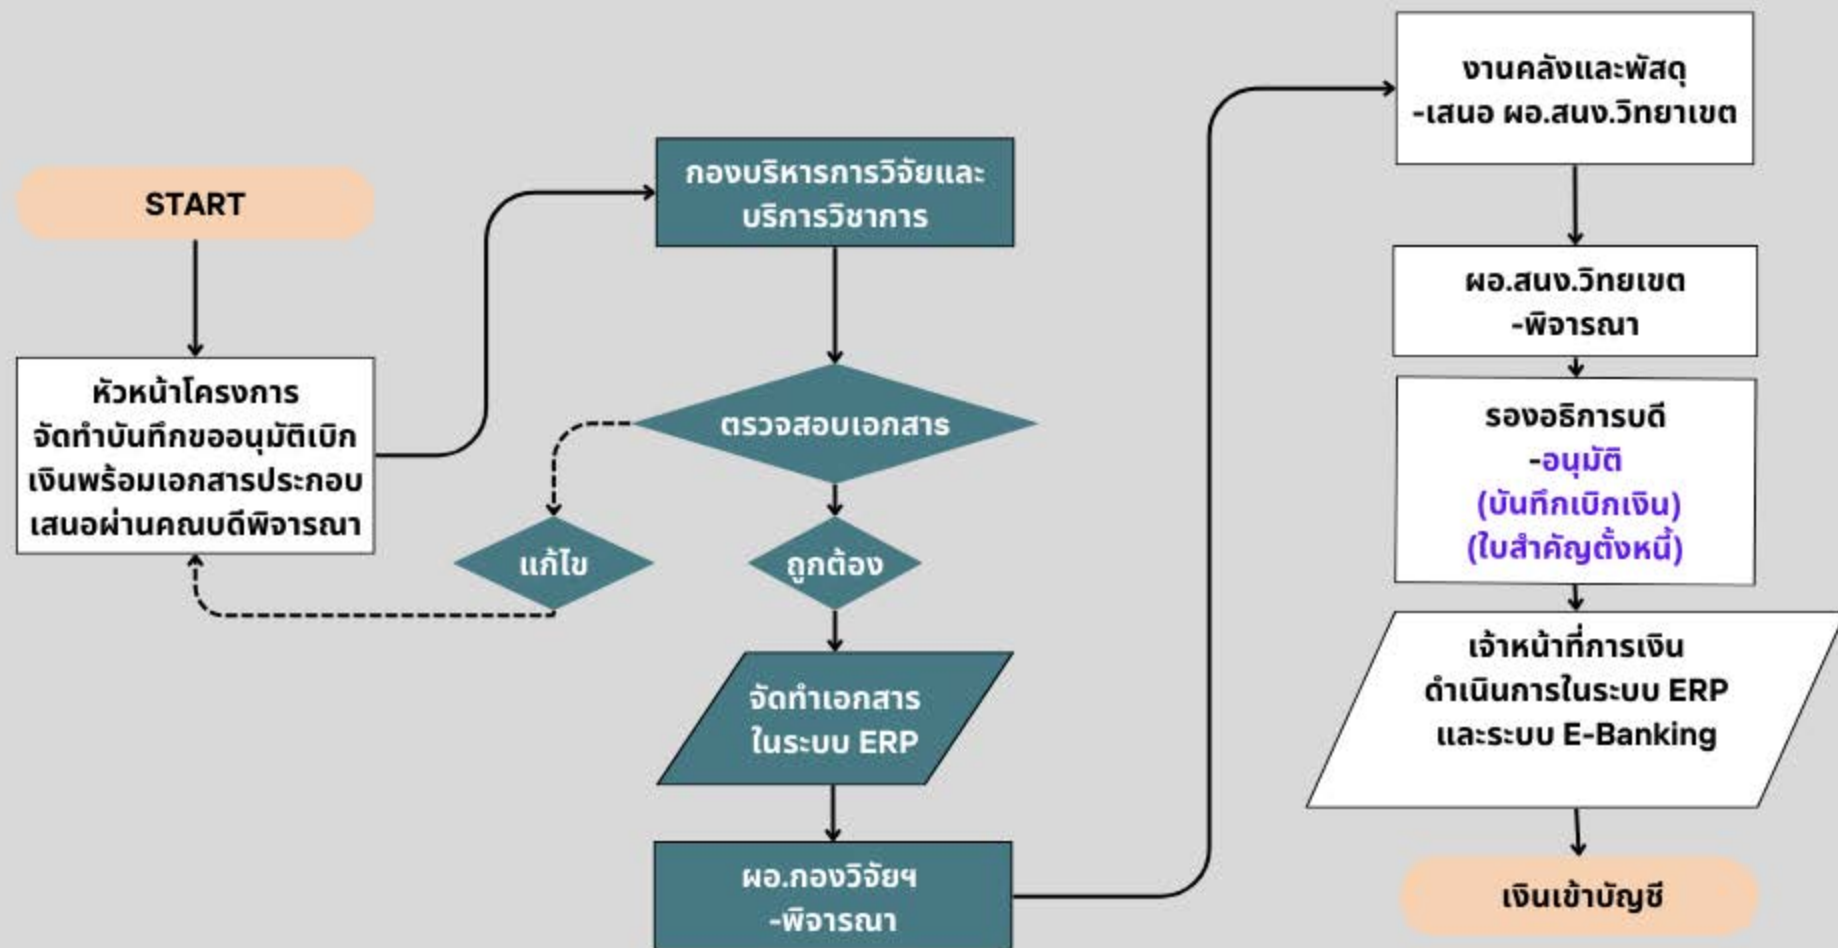 START
หัวหน้าโครงการ
จัดทำบันทึกขออนุมัติเบิก
เงินพร้อมเอกสารประกอบ
เสนอผ่านคณบดีพิจารณา
กองบริหารการวิจัยและ
บริการวิชาการ
ตรวจสอบเอกสาร
แก้ไข
ถูกต้อง
จัดทำเอกสาร
ในระบบ ERP
ผอ.กองวิจัยฯ
-พิจารณา
งานคลังและพัสดุ
-เสนอ ผอ.สนง.วิทยาเขต
ผอ.สนง.วิทยเขต
-พิจารณา
รองอธิการบดี
-อนุมัติ
(บันทึกเบิกเงิน)
(ใบสำคัญตั้งหนี้)
เจ้าหน้าที่การเงิน
ดำเนินการในระบบ ERP
และระบบ E-Banking
เงินเข้าบัญชี